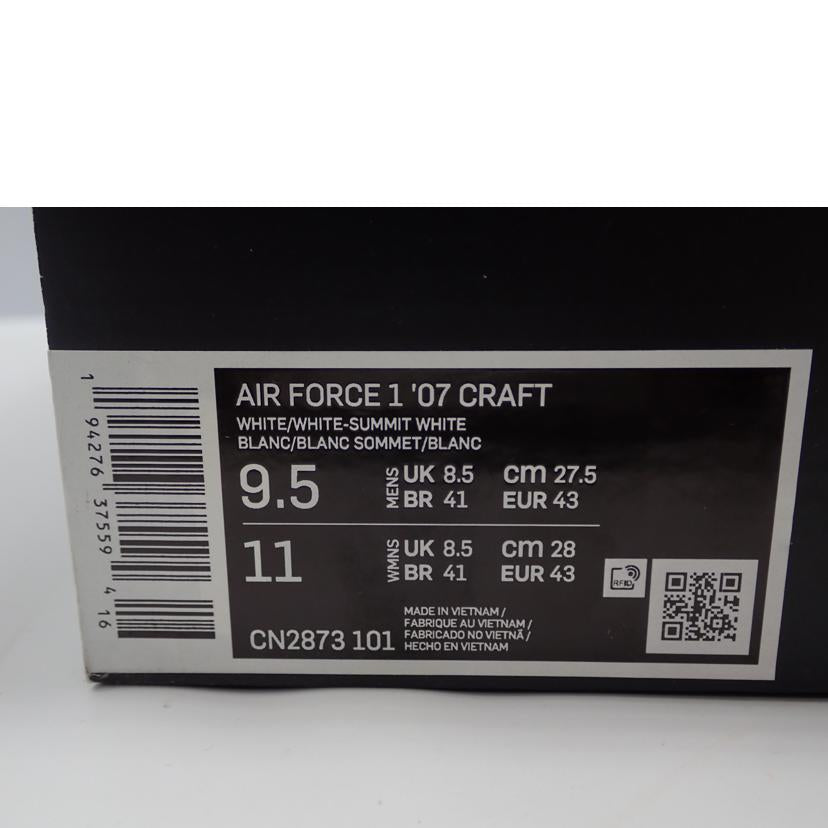 AIR FORCE 1 '07 CRAFT
WHITE/WHITE-SUMMIT WHITE
BLANC/BLANC SOMMET/BLANC
9.5 MENS UK 8.5 cm 27.5
BR 41 EUR 43
11 WMNS UK 8.5 cm 28
BR 41 EUR 43
RFID
CN2873 101
MADE IN VIETNAM /
FABRIQUE AU VIETNAM /
FABRICADO NO VIETNÃ /
HECHO EN VIETNAM
1 94276 37559 4 16